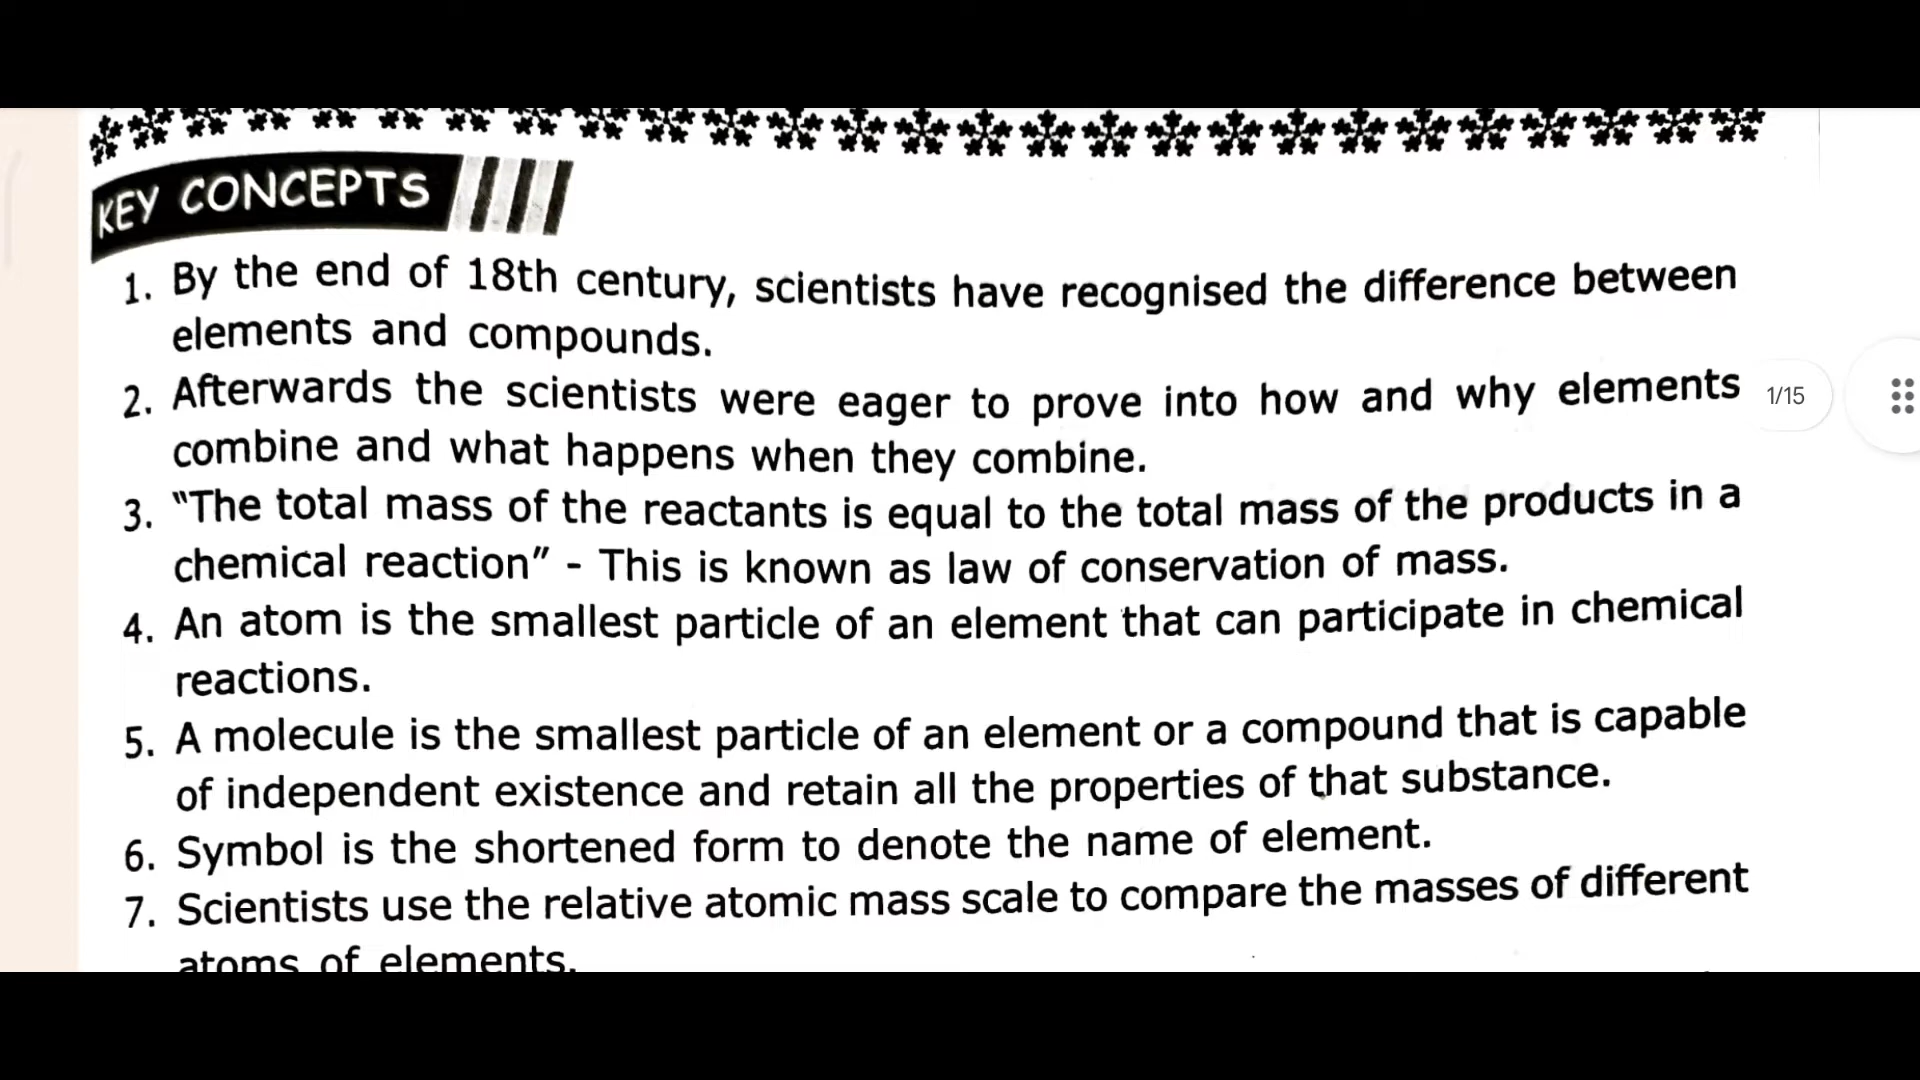 KEY CONCEPTS
1. By the end of 18th century, scientists have recognised the difference between
elements and compounds.
2. Afterwards the scientists were eager to prove into how and why elements
combine and what happens when they combine.
3. "The total mass of the reactants is equal to the total mass of the products in a
chemical reaction" - This is known as law of conservation of mass.
4. An atom is the smallest particle of an element that can participate in chemical
reactions.
5. A molecule is the smallest particle of an element or a compound that is capable
of independent existence and retain all the properties of that substance.
6. Symbol is the shortened form to denote the name of element.
7. Scientists use the relative atomic mass scale to compare the masses of different
atoms of elements.
1/15